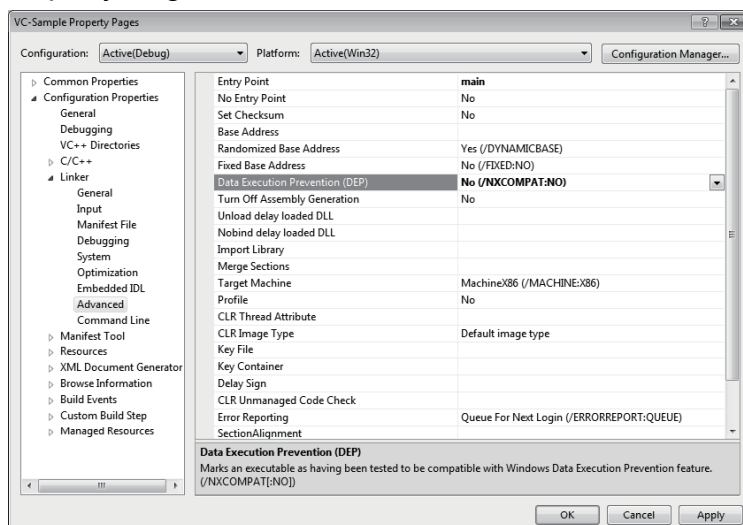 VC-Sample Property Pages
Configuration: Active(Debug) Platform: Active(Win32) Configuration Manager...
Common Properties
Configuration Properties
General
Debugging
VC++ Directories
C/C++
Linker
General
Input
Manifest File
Debugging
System
Optimization
Embedded IDL
Advanced
Command Line
Manifest Tool
Resources
XML Document Generator
Browse Information
Build Events
Custom Build Step
Managed Resources
Entry Point main
No Entry Point No
Set Checksum No
Base Address
Randomized Base Address Yes (/DYNAMICBASE)
Fixed Base Address No (/FIXED:NO)
Data Execution Prevention (DEP) No (/NXCOMPAT:NO)
Turn Off Assembly Generation No
Unload delay loaded DLL
Nobind delay loaded DLL
Import Library
Merge Sections
Target Machine MachineX86 (/MACHINE:X86)
Profile No
CLR Thread Attribute
CLR Image Type Default image type
Key File
Key Container
Delay Sign
CLR Unmanaged Code Check
Error Reporting Queue For Next Login (/ERRORREPORT:QUEUE)
SectionAlignment
Data Execution Prevention (DEP)
Marks an executable as having been tested to be compatible with Windows Data Execution Prevention feature.
(/NXCOMPAT[:NO])
OK Cancel Apply